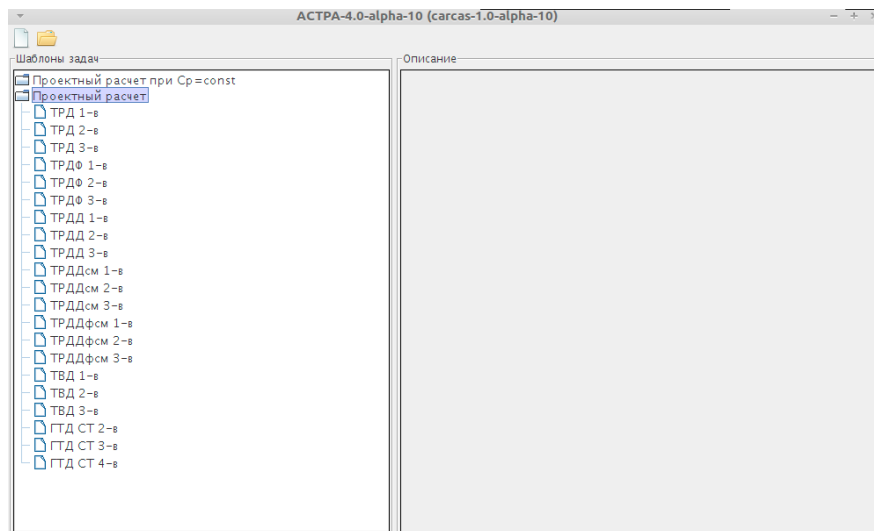 АСТРА-4.0-alpha-10 (carcas-1.0-alpha-10)
Шаблоны задач
Описание
Проектный расчет при Ср=const
Проектный расчет
ТРД 1-в
ТРД 2-в
ТРД 3-в
ТРДФ 1-в
ТРДФ 2-в
ТРДФ 3-в
ТРДД 1-в
ТРДД 2-в
ТРДД 3-в
ТРДДсм 1-в
ТРДДсм 2-в
ТРДДсм 3-в
ТРДДфсм 1-в
ТРДДфсм 2-в
ТРДДфсм 3-в
ТВД 1-в
ТВД 2-в
ТВД 3-в
ГТД СТ 2-в
ГТД СТ 3-в
ГТД СТ 4-в